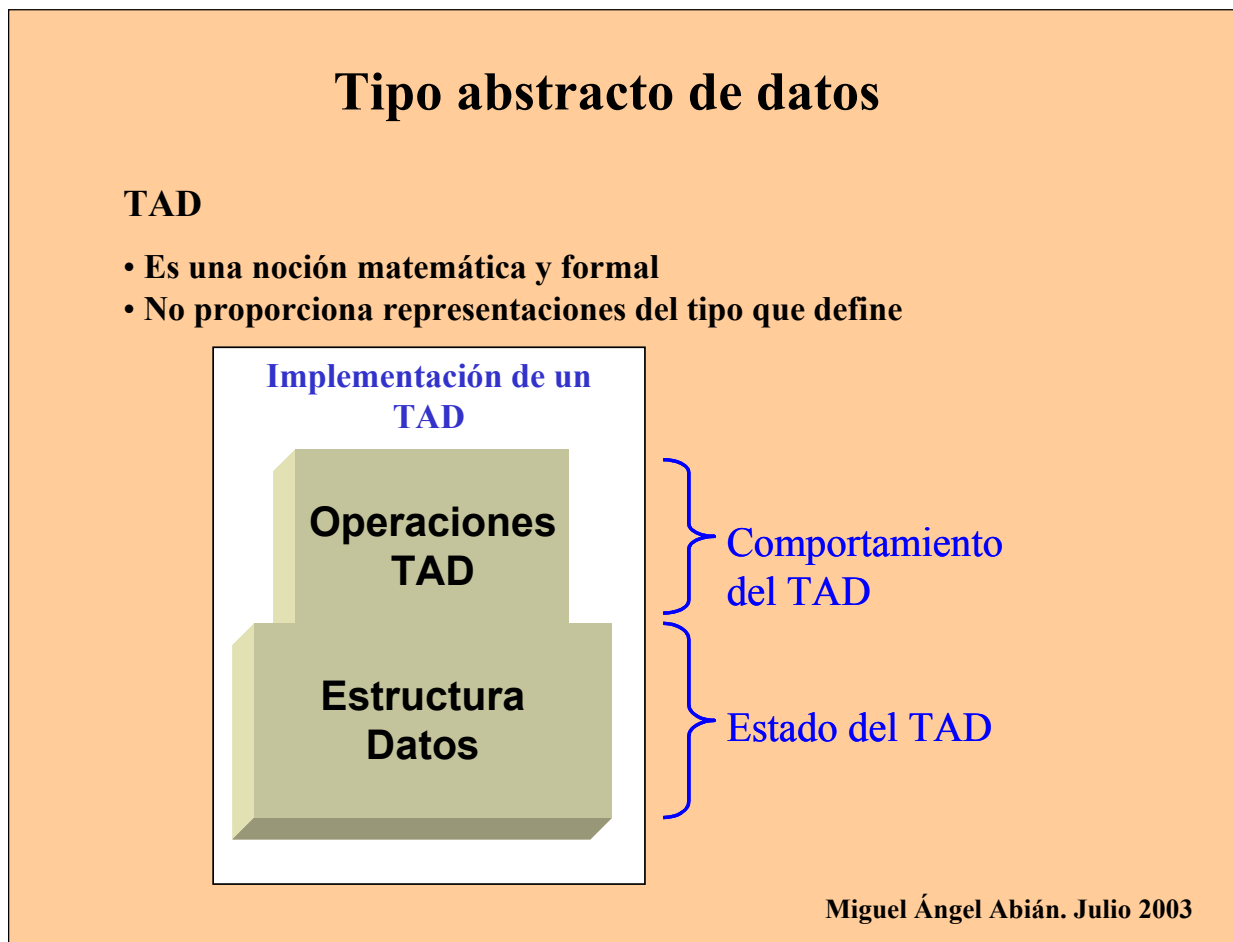 Tipo abstracto de datos
TAD
• Es una noción matemática y formal
• No proporciona representaciones del tipo que define
Implementación de un
TAD
Operaciones
TAD
Comportamiento
del TAD
Estructura
Datos
Estado del TAD
Miguel Ángel Abián. Julio 2003